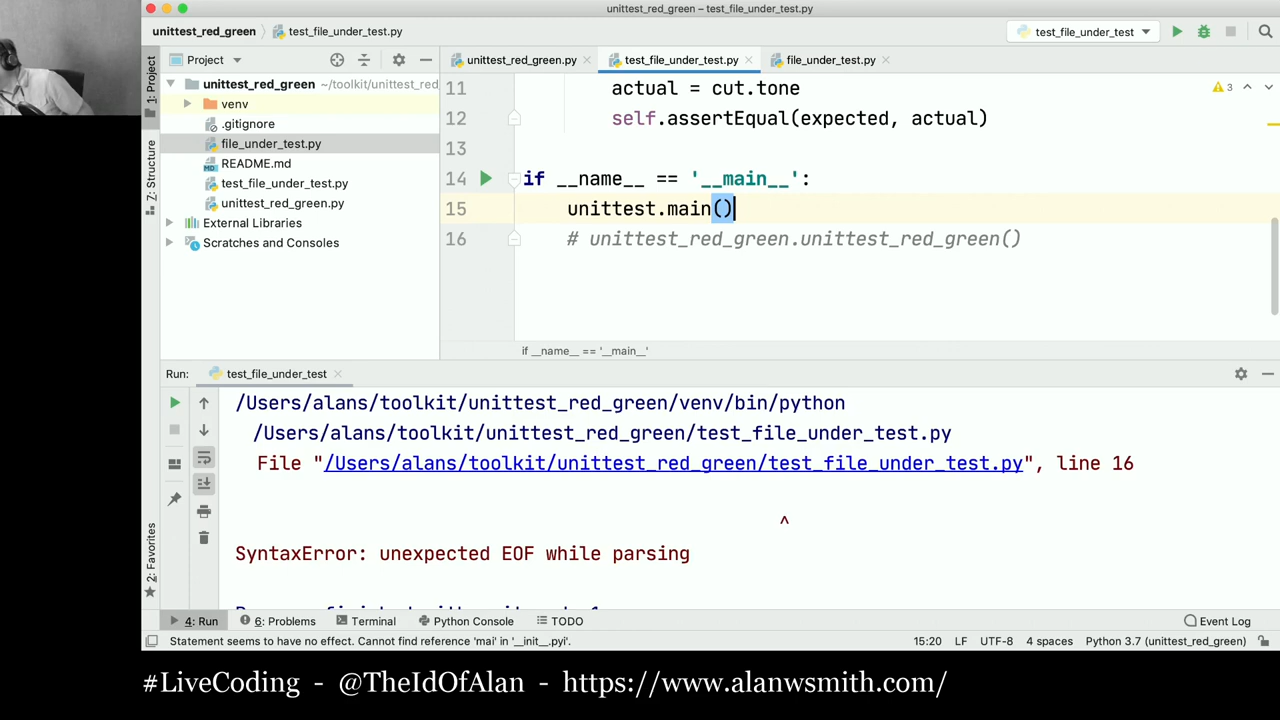 unittest_red_green – test_file_under_test.py
unittest_red_green
test_file_under_test.py
test_file_under_test
1: Project
Project
unittest_red_green ~/toolkit/unittest_red
venv
.gitignore
file_under_test.py
README.md
test_file_under_test.py
unittest_red_green.py
External Libraries
Scratches and Consoles
Z: Structure
unittest_red_green.py
test_file_under_test.py
file_under_test.py
3
11 actual = cut.tone
12 self.assertEqual(expected, actual)
13
14 if __name__ == '__main__':
15 unittest.main()
16 # unittest_red_green.unittest_red_green()
if __name__ == '__main__'
Run: test_file_under_test
/Users/alans/toolkit/unittest_red_green/venv/bin/python
/Users/alans/toolkit/unittest_red_green/test_file_under_test.py
File "/Users/alans/toolkit/unittest_red_green/test_file_under_test.py", line 16
^
SyntaxError: unexpected EOF while parsing
2: Favorites
4: Run
6: Problems
Terminal
Python Console
TODO
Event Log
Statement seems to have no effect. Cannot find reference 'mai' in '__init__.pyi'.
15:20 LF UTF-8 4 spaces Python 3.7 (unittest_red_green)
#LiveCoding - @TheIdOfAlan - https://www.alanwsmith.com/